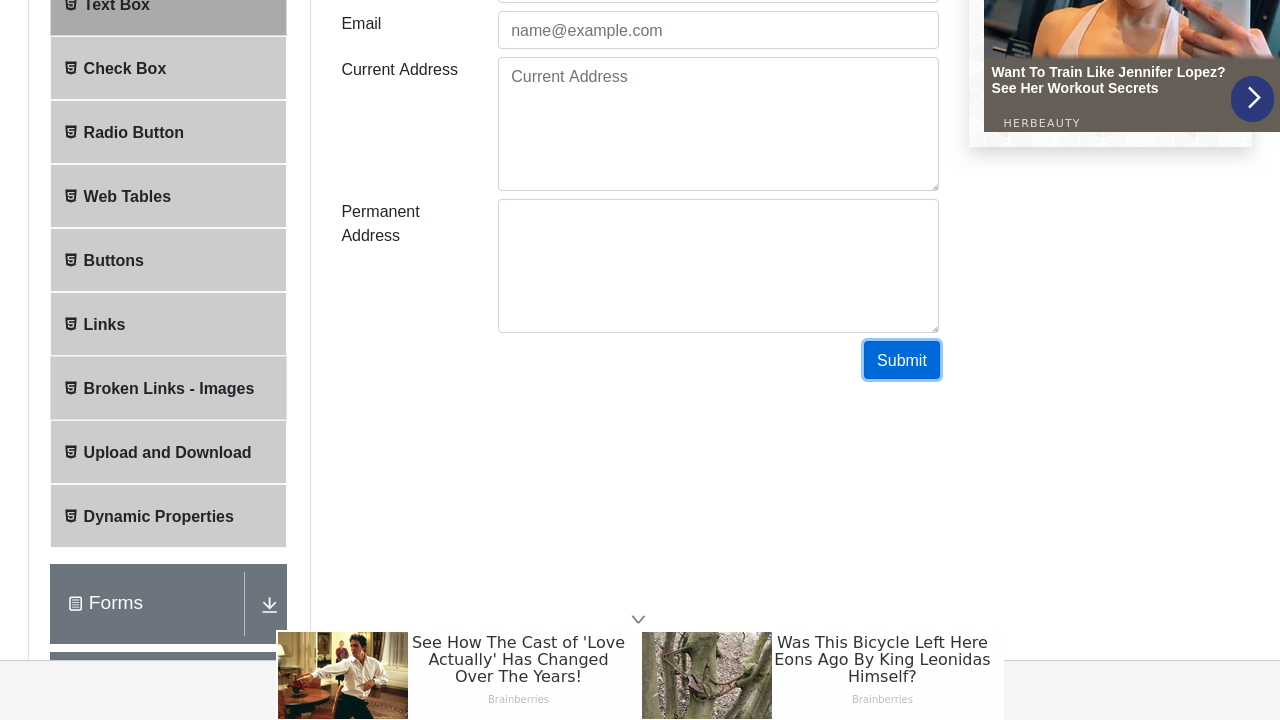 Text Box
Check Box
Radio Button
Web Tables
Buttons
Links
Broken Links - Images
Upload and Download
Dynamic Properties
Forms
Email
name@example.com
Current Address
Current Address
Permanent
Address
Submit
Want To Train Like Jennifer Lopez?
See Her Workout Secrets
HERBEAUTY
See How The Cast of 'Love
Actually' Has Changed
Over The Years!
Brainberries
Was This Bicycle Left Here
Eons Ago By King Leonidas
Himself?
Brainberries